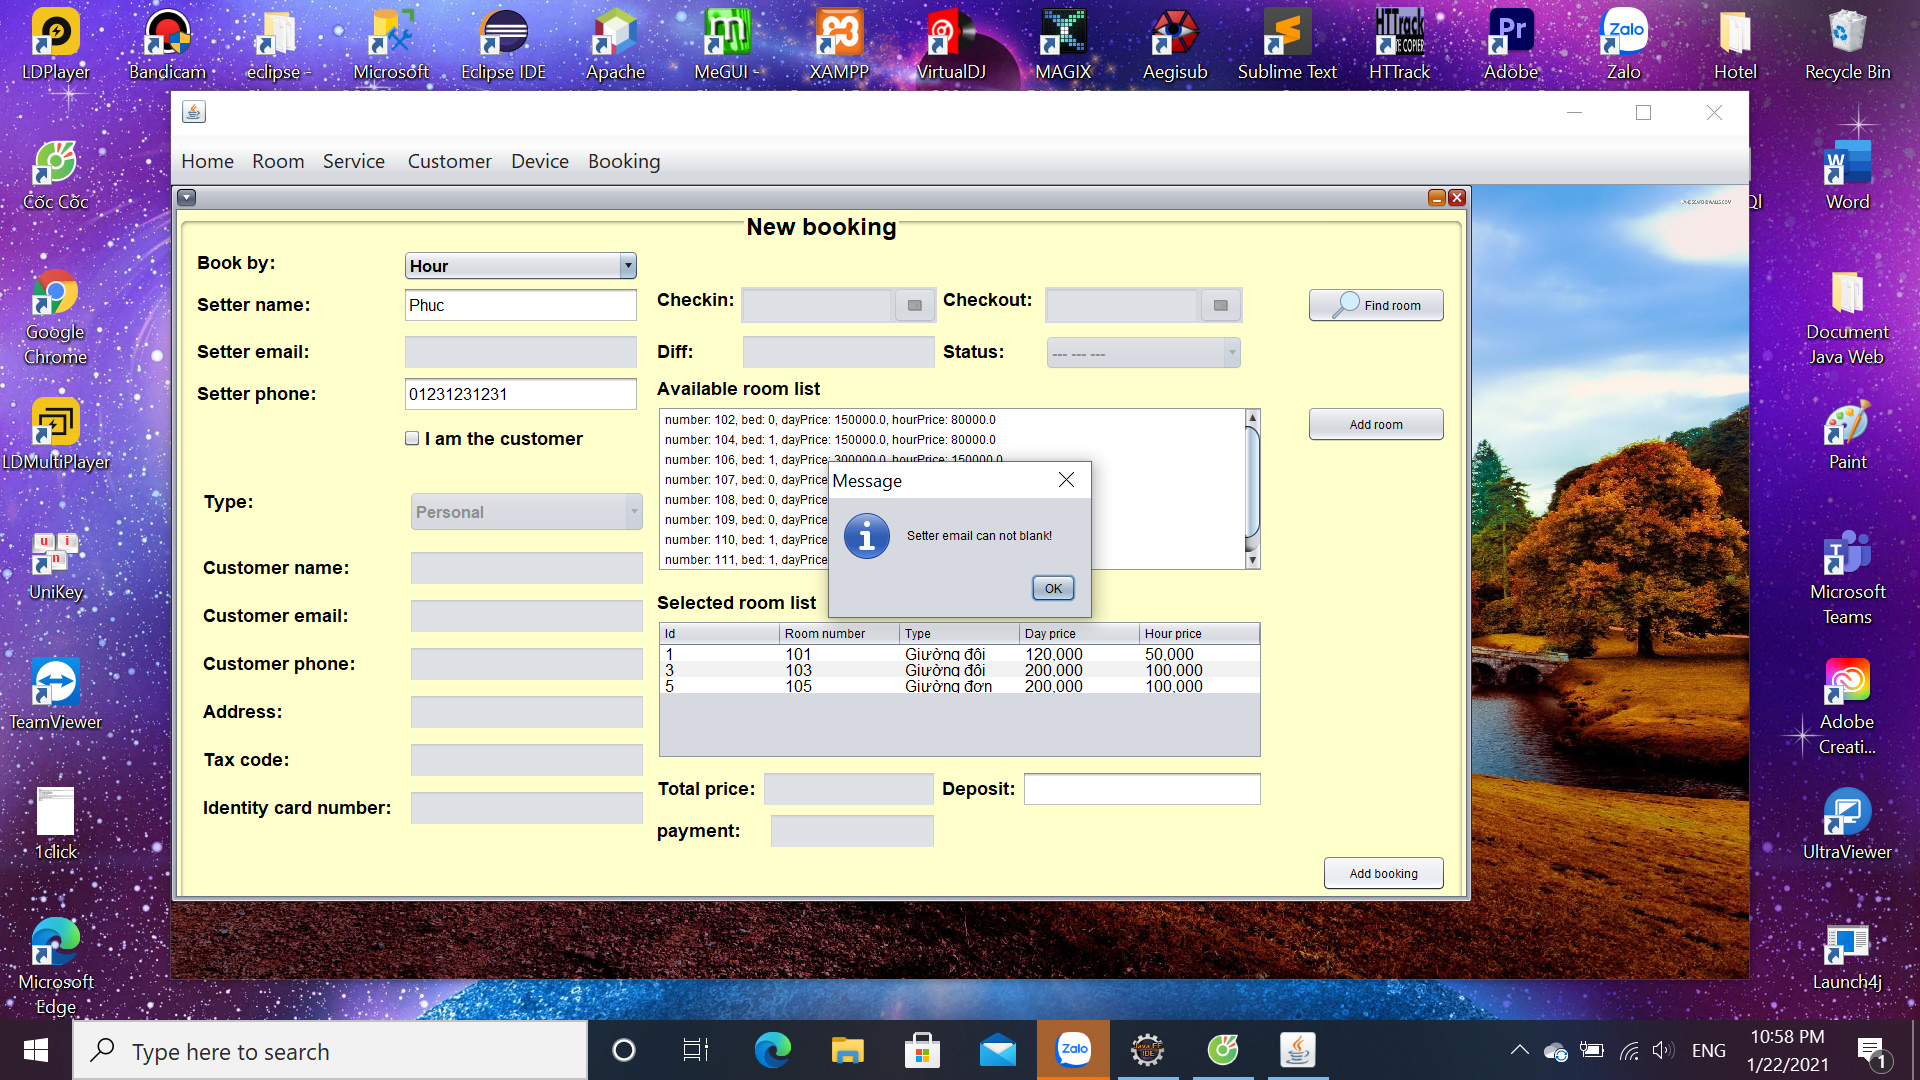 LDPlayer
Bandicam
eclipse -
Microsoft
Eclipse IDE
Apache
MeGUI -
XAMPP
VirtualDJ
MAGIX
Aegisub
Sublime Text
HTTrack
Adobe
Zalo
Hotel
Recycle Bin
Home Room Service Customer Device Booking
Cốc Cốc
Word
New booking
Book by: Hour
Setter name: Phuc
Checkin:
Checkout:
Find room
Setter email:
Diff:
Status: --- --- ---
Google Chrome
Document Java Web
Setter phone: 01231231231
Available room list
I am the customer
number: 102, bed: 0, dayPrice: 150000.0, hourPrice: 80000.0
number: 104, bed: 1, dayPrice: 150000.0, hourPrice: 80000.0
number: 106, bed: 1, dayPrice: 300000.0, hourPrice: 150000.0
number: 107, bed: 0, dayPrice
number: 108, bed: 0, dayPrice
number: 109, bed: 0, dayPrice
number: 110, bed: 1, dayPrice
number: 111, bed: 1, dayPrice
Add room
LDMultiPlayer
Paint
Message
Setter email can not blank!
OK
Type: Personal
Customer name:
Customer email:
Customer phone:
Address:
Tax code:
Identity card number:
UniKey
Microsoft Teams
Selected room list
Id Room number Type Day price Hour price
1 101 Giường đôi 120,000 50,000
3 103 Giường đôi 200,000 100,000
5 105 Giường đơn 200,000 100,000
TeamViewer
Adobe Creati...
Total price:
Deposit:
payment:
Add booking
1click
UltraViewer
Microsoft Edge
Launch4j
Type here to search
Zalo
ENG
10:58 PM
1/22/2021
1